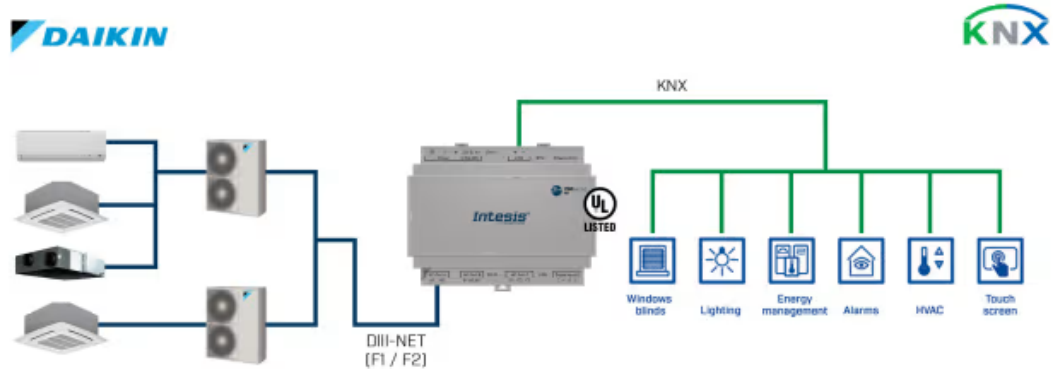 DAIKIN
KNX
KNX
Intesis
UL
LISTED
DIII-NET
(F1 / F2)
Windows
blinds
Lighting
Energy
management
Alarms
HVAC
Touch
screen